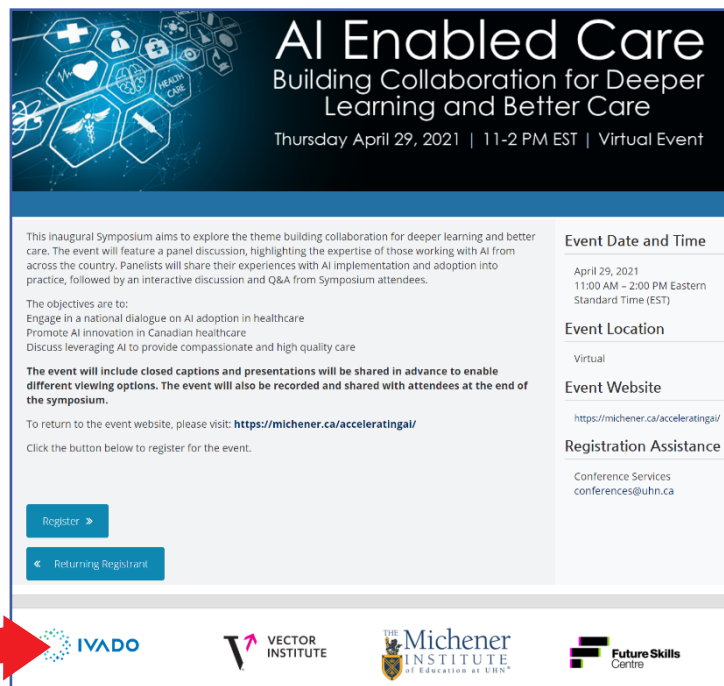 HEALTH
CARE
AI Enabled Care
Building Collaboration for Deeper
Learning and Better Care
Thursday April 29, 2021 | 11-2 PM EST | Virtual Event
This inaugural Symposium aims to explore the theme building collaboration for deeper learning and better
care. The event will feature a panel discussion, highlighting the expertise of those working with AI from
across the country. Panelists will share their experiences with AI implementation and adoption into
practice, followed by an interactive discussion and Q&A from Symposium attendees.
The objectives are to:
Engage in a national dialogue on AI adoption in healthcare
Promote AI innovation in Canadian healthcare
Discuss leveraging AI to provide compassionate and high quality care
The event will include closed captions and presentations will be shared in advance to enable
different viewing options. The event will also be recorded and shared with attendees at the end of
the symposium.
To return to the event website, please visit: https://michener.ca/acceleratingai/
Click the button below to register for the event.
Register »
« Returning Registrant
Event Date and Time
April 29, 2021
11:00 AM – 2:00 PM Eastern
Standard Time (EST)
Event Location
Virtual
Event Website
https://michener.ca/acceleratingai/
Registration Assistance
Conference Services
conferences@uhn.ca
IVADO
VECTOR
INSTITUTE
THE Michener
INSTITUTE
of Education at UHN
Future Skills
Centre